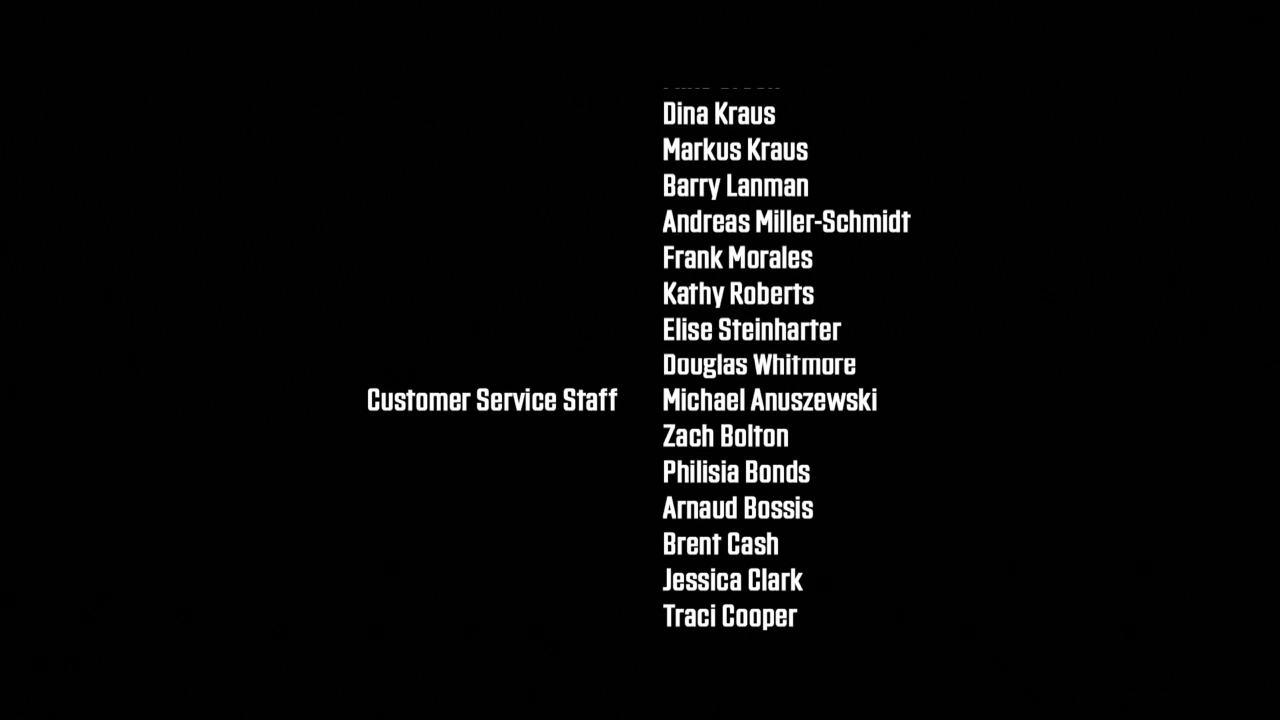 Dina Kraus
Markus Kraus
Barry Lanman
Andreas Miller-Schmidt
Frank Morales
Kathy Roberts
Elise Steinharter
Douglas Whitmore
Customer Service Staff Michael Anuszewski
Zach Bolton
Philisia Bonds
Arnaud Bossis
Brent Cash
Jessica Clark
Traci Cooper